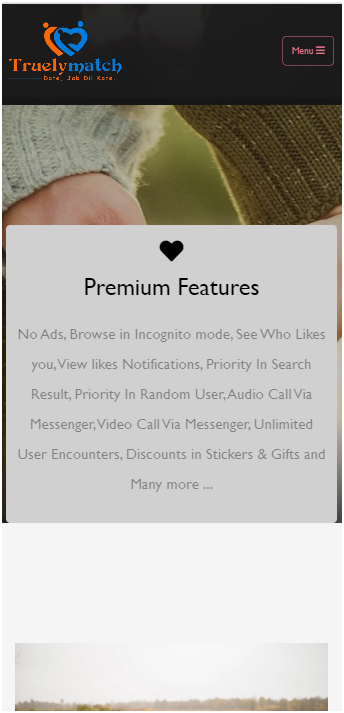 Truelymatch
Date, Jab Dil Kare..
Menu
Premium Features
No Ads, Browse in Incognito mode, See Who Likes
you, View likes Notifications, Priority In Search
Result, Priority In Random User, Audio Call Via
Messenger, Video Call Via Messenger, Unlimited
User Encounters, Discounts in Stickers & Gifts and
Many more ...